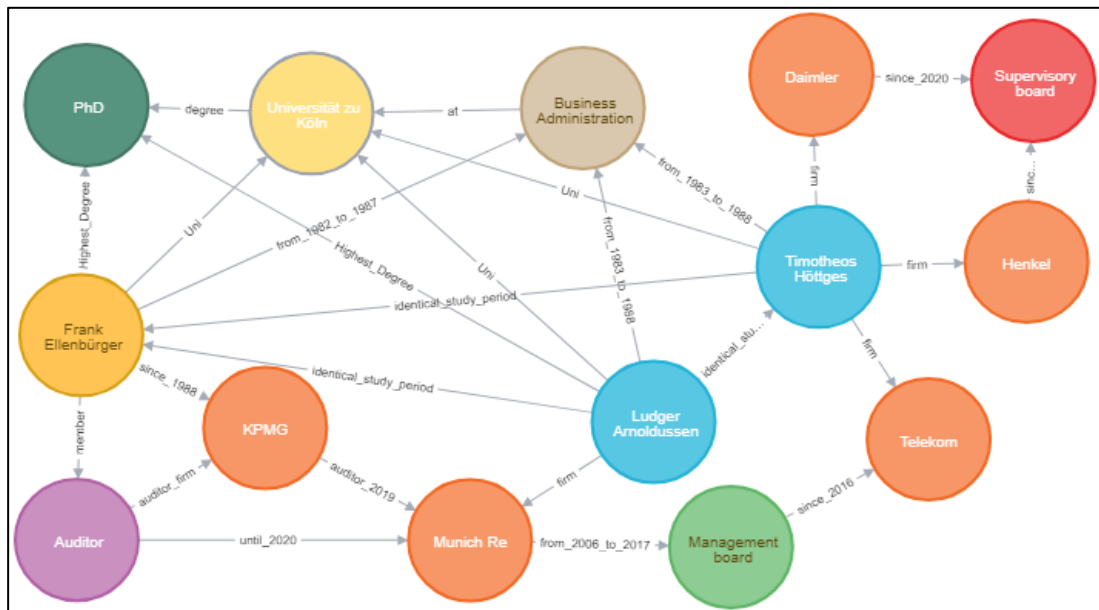 PhD
degree
Universität zu
Köln
at
Business
Administration
Daimler
since_2020
Supervisory
board
Highest_Degree
Uni
from_1982_to_1987
Highest_Degree
Uni
from_1983_to_1988
Uni
from_1983_to_1988
firm
sinc...
Frank
Ellenbürger
identical_study_period
Timotheos
Höttges
firm
Henkel
identical_study_period
identical_stu...
firm
since_1988
KPMG
Ludger
Arnoldussen
Telekom
member
auditor_firm
auditor_2019
firm
since_2016
Auditor
until_2020
Munich Re
from_2006_to_2017
Management
board